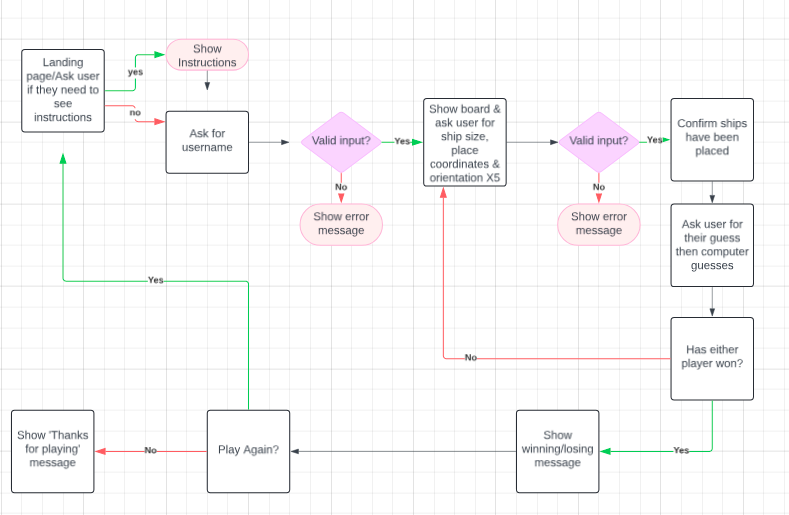 Landing
page/Ask user
if they need to
see
instructions
yes
no
Show
Instructions
Ask for
username
Valid input?
Yes
No
Show error
message
Show board &
ask user for
ship size,
place
coordinates &
orientation X5
Valid input?
Yes
No
Show error
message
Confirm ships
have been
placed
Ask user for
their guess
then computer
guesses
Has either
player won?
No
Yes
Show
winning/losing
message
Play Again?
Yes
No
Show 'Thanks
for playing'
message